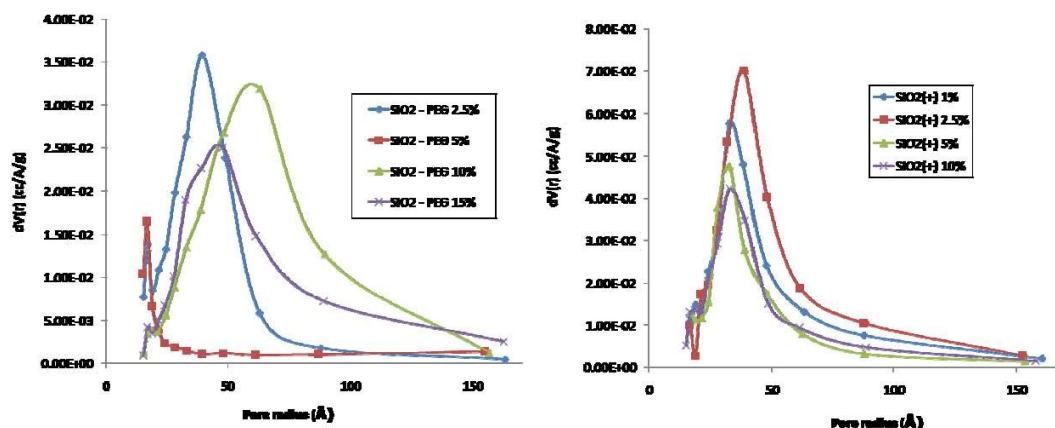 4.00E-02
3.50E-02
3.00E-02
2.50E-02
2.00E-02
1.50E-02
1.00E-02
5.00E-03
0.00E+00
dV(r) (cc/A/g)
0
50
100
150
Pore radius (Å)
SIO2 – PEG 2.5%
SIO2 – PEG 5%
SIO2 – PEG 10%
SIO2 – PEG 15%
8.00E-02
7.00E-02
6.00E-02
5.00E-02
4.00E-02
3.00E-02
2.00E-02
1.00E-02
0.00E+00
dV(r) (cc/A/g)
0
50
100
150
Pore radius (Å)
SIO2(+) 1%
SIO2(+) 2.5%
SIO2(+) 5%
SIO2(+) 10%